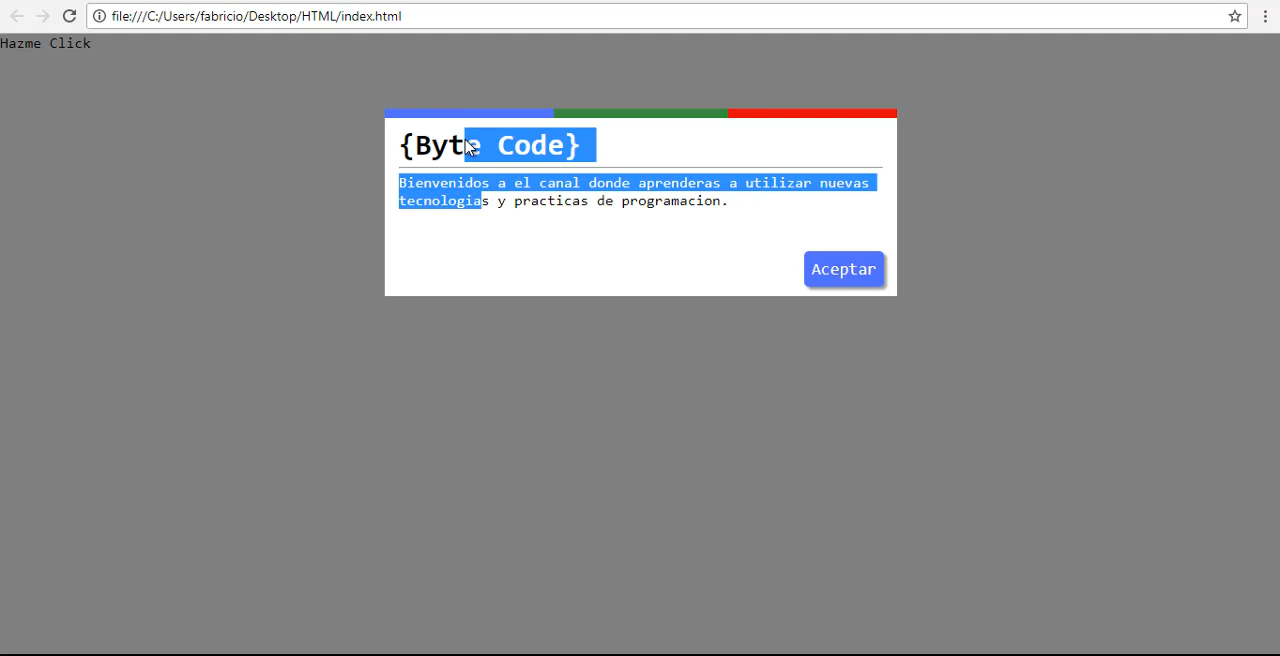 file:///C:/Users/fabricio/Desktop/HTML/index.html
Hazme Click
{Byte Code}
Bienvenidos a el canal donde aprenderas a utilizar nuevas
tecnologias y practicas de programacion.
Aceptar